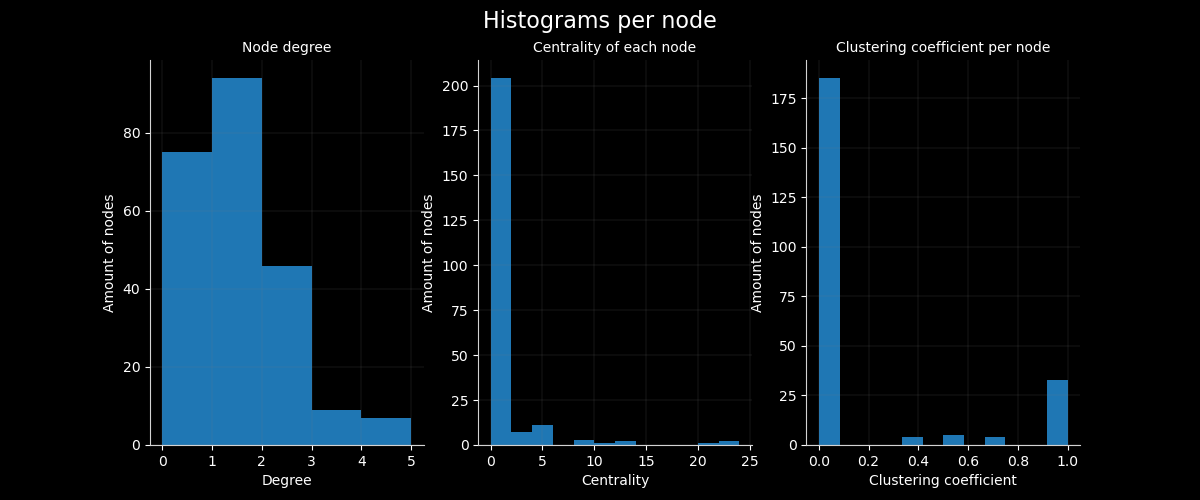 Histograms per node
Node degree
Amount of nodes
80
60
40
20
0
0 1 2 3 4 5
Degree
Centrality of each node
Amount of nodes
200
175
150
125
100
75
50
25
0
0 5 10 15 20 25
Centrality
Clustering coefficient per node
Amount of nodes
175
150
125
100
75
50
25
0
0.0 0.2 0.4 0.6 0.8 1.0
Clustering coefficient